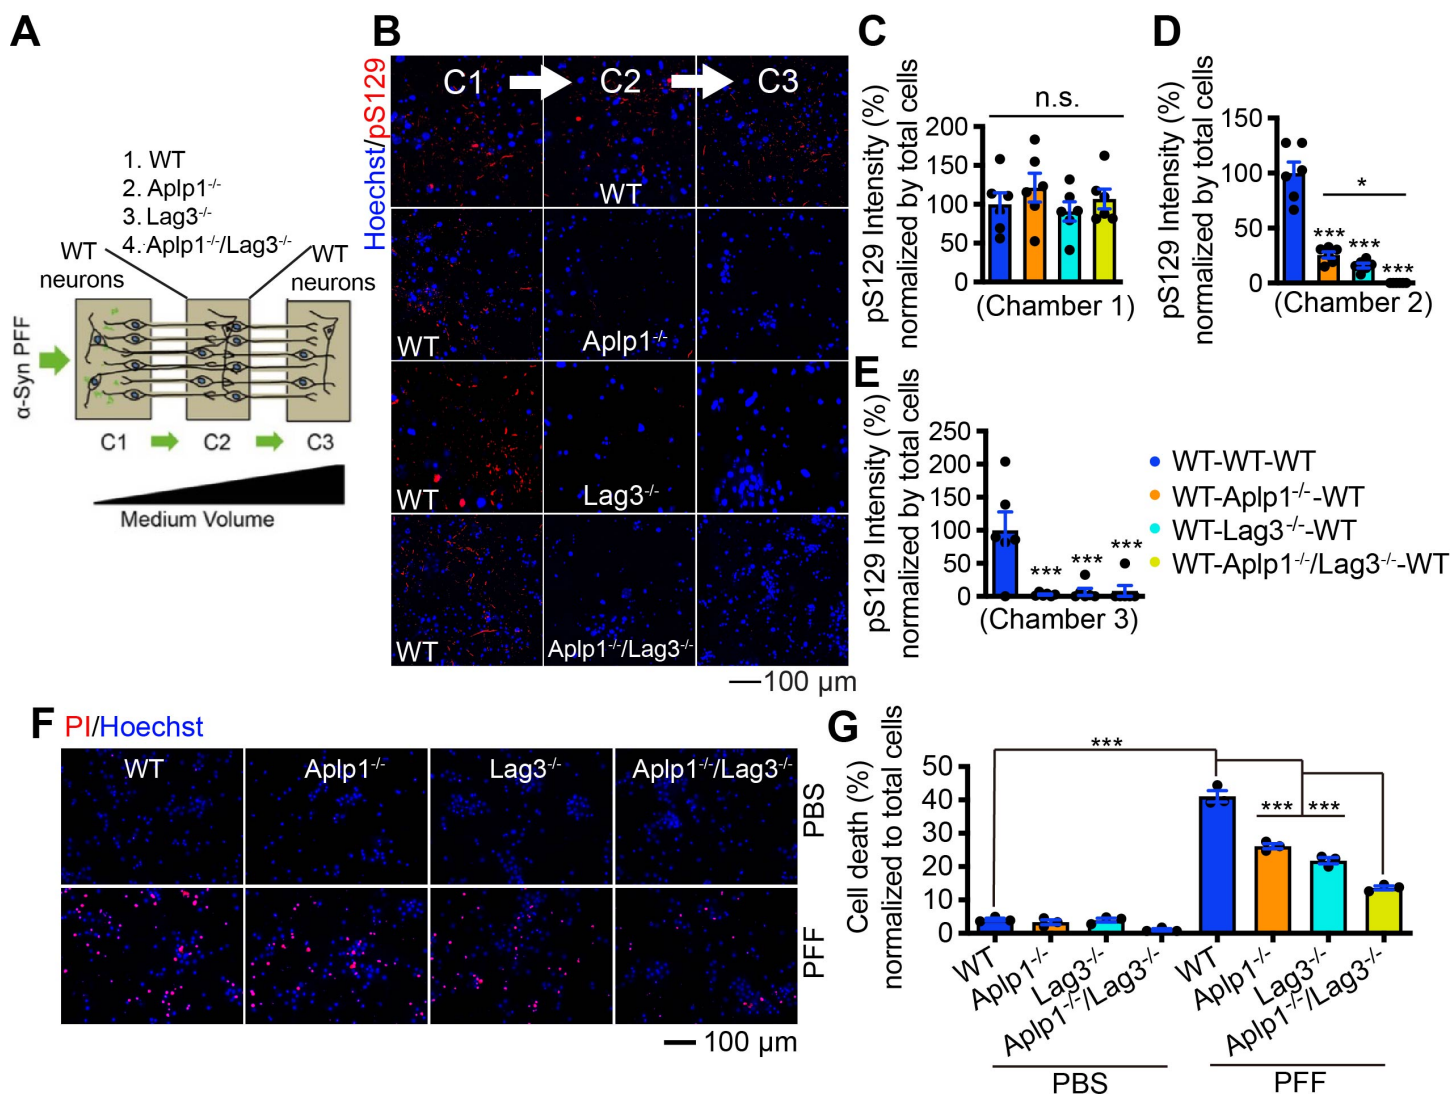 A
1. WT
2. Aplp1⁻/⁻
3. Lag3⁻/⁻
4. Aplp1⁻/⁻/Lag3⁻/⁻
WT
neurons
WT
neurons
α-Syn PFF
C1
C2
C3
Medium Volume
B
Hoechst/pS129
C1
C2
C3
WT
WT
Aplp1⁻/⁻
WT
Lag3⁻/⁻
WT
Aplp1⁻/⁻/Lag3⁻/⁻
100 µm
C
pS129 Intensity (%)
normalized by total cells
n.s.
200
150
100
50
0
(Chamber 1)
D
pS129 Intensity (%)
normalized by total cells
150
100
50
0
*
***
***
***
(Chamber 2)
E
pS129 Intensity (%)
normalized by total cells
250
200
150
100
50
0
***
***
***
(Chamber 3)
WT-WT-WT
WT-Aplp1⁻/⁻-WT
WT-Lag3⁻/⁻-WT
WT-Aplp1⁻/⁻/Lag3⁻/⁻-WT
F
PI/Hoechst
WT
Aplp1⁻/⁻
Lag3⁻/⁻
Aplp1⁻/⁻/Lag3⁻/⁻
PBS
PFF
100 µm
G
Cell death (%)
normalized to total cells
50
40
30
20
10
0
***
***
***
WT
Aplp1⁻/⁻
Lag3⁻/⁻
Aplp1⁻/⁻/Lag3⁻/⁻
WT
Aplp1⁻/⁻
Lag3⁻/⁻
Aplp1⁻/⁻/Lag3⁻/⁻
PBS
PFF